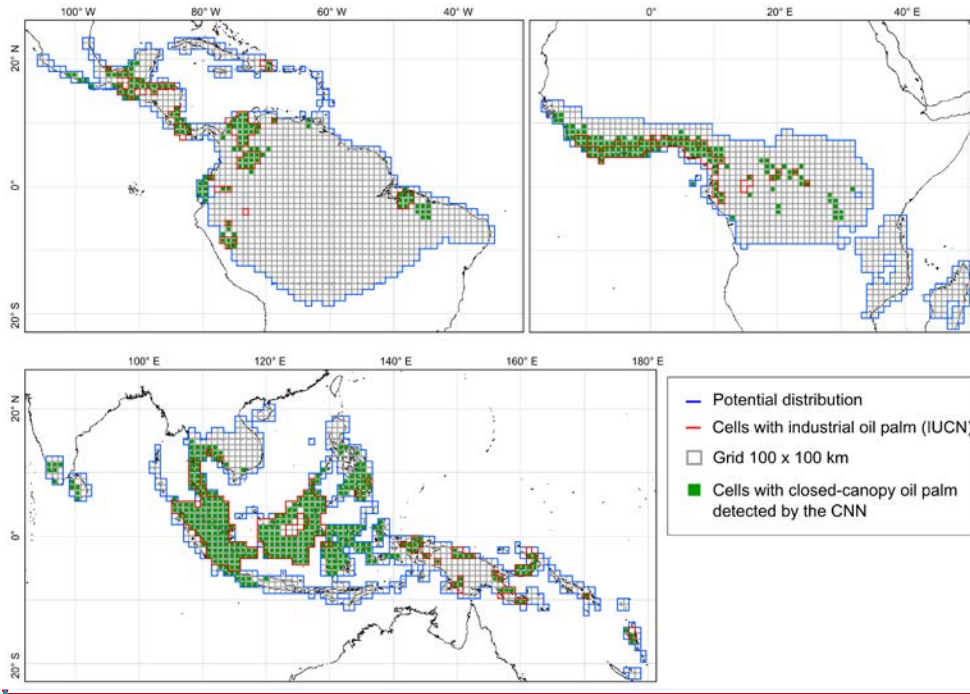 100° W 80° W 60° W 40° W
0° 20° E 40° E
20° N
0°
20° S
100° E 120° E 140° E 160° E 180° E
20° N
0°
20° S
Potential distribution
Cells with industrial oil palm (IUCN)
Grid 100 x 100 km
Cells with closed-canopy oil palm
detected by the CNN